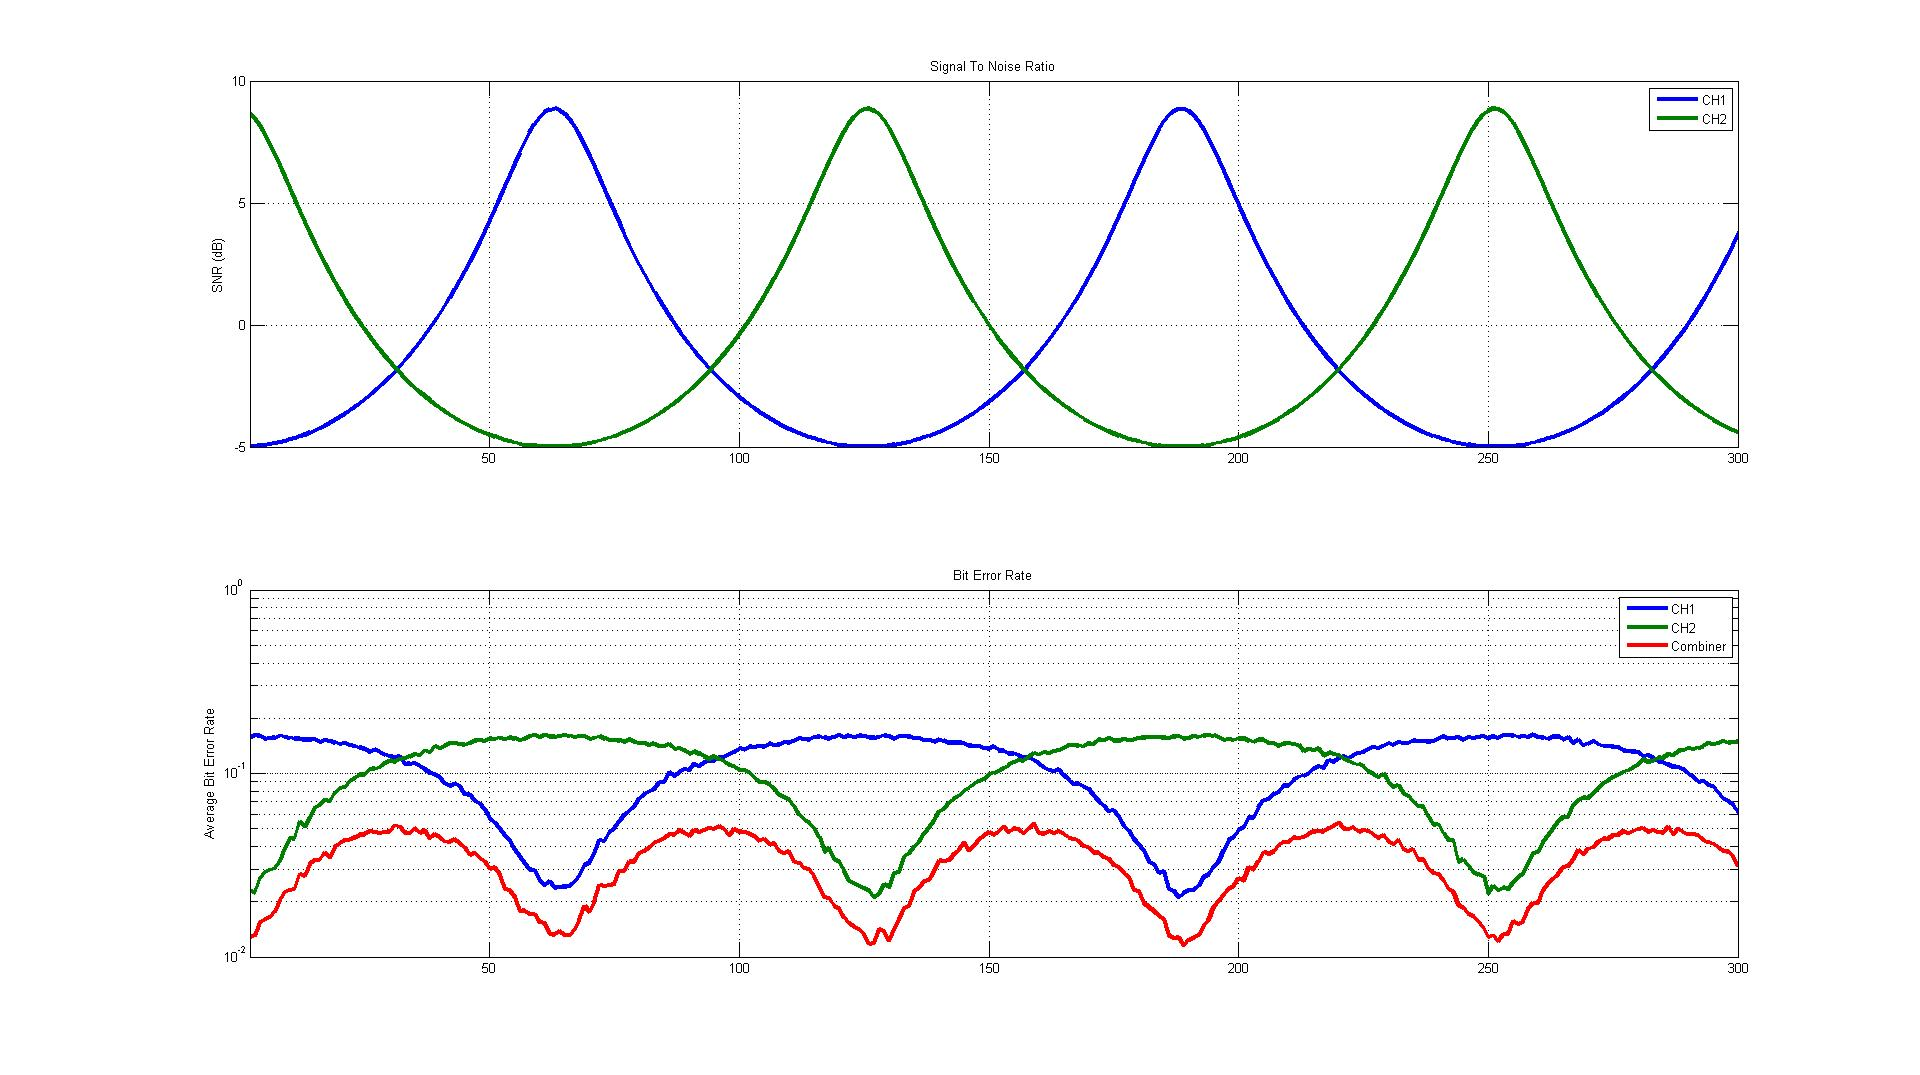 Signal To Noise Ratio
10
5
0
-5
SNR (dB)
CH1
CH2
50 100 150 200 250 300
Bit Error Rate
10^0
10^-1
10^-2
Average Bit Error Rate
CH1
CH2
Combiner
50 100 150 200 250 300